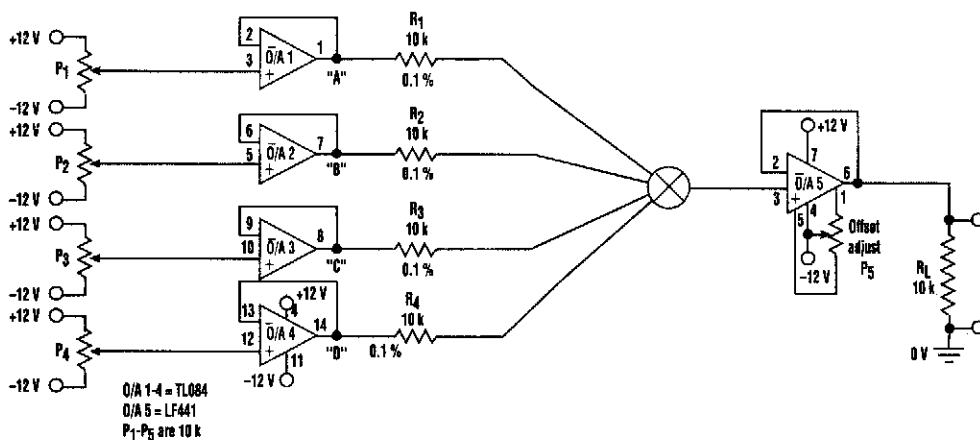 +12 V
P1
−12 V
2
3
−
O/A 1
+
1
"A"
R1
10 k
0.1 %
+12 V
P2
−12 V
6
5
−
O/A 2
+
7
"B"
R2
10 k
0.1 %
+12 V
P3
−12 V
9
10
−
O/A 3
+
8
"C"
R3
10 k
0.1 %
+12 V
P4
−12 V
13
12
−
O/A 4
+
+12 V
4
14
"D"
11
−12 V
R4
10 k
0.1 %
2
3
−
O/A 5
+
+12 V
7
6
1
5
4
−12 V
Offset
adjust
P5
RL
10 k
0 V
O/A 1-4 = TL084
O/A 5 = LF441
P1-P5 are 10 k